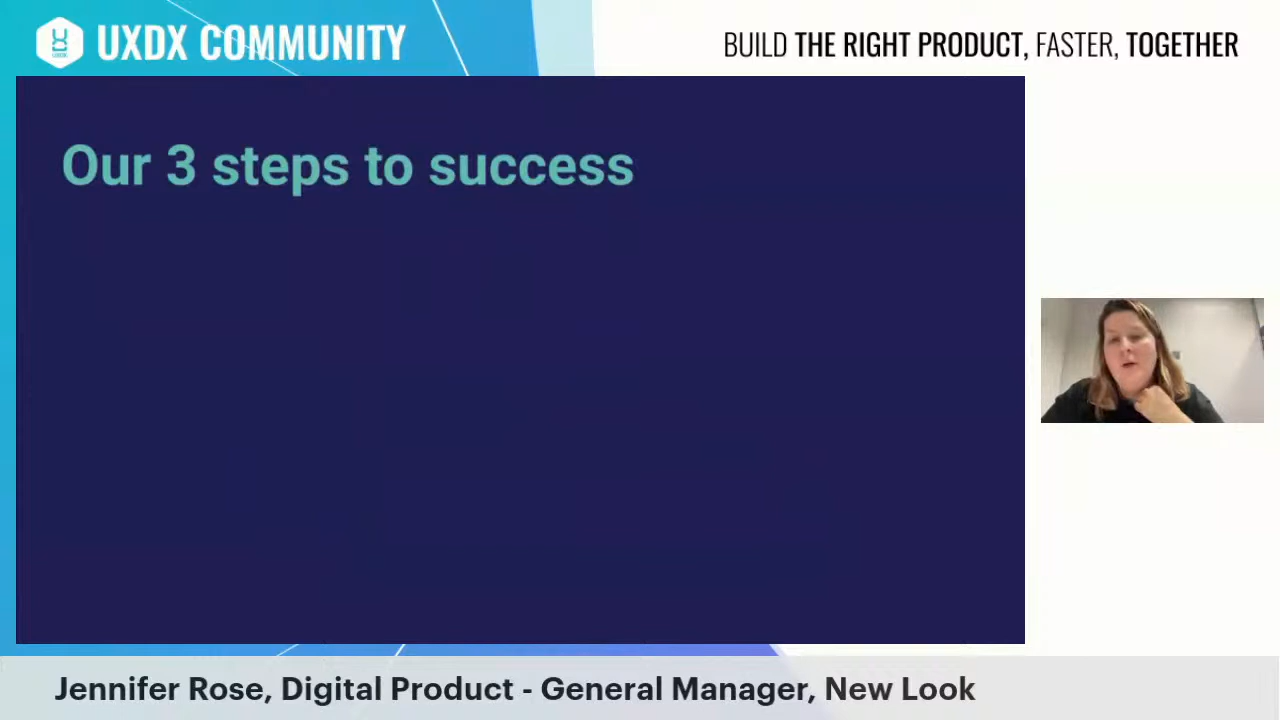 UXDX COMMUNITY
BUILD THE RIGHT PRODUCT, FASTER, TOGETHER
Our 3 steps to success
Jennifer Rose, Digital Product - General Manager, New Look